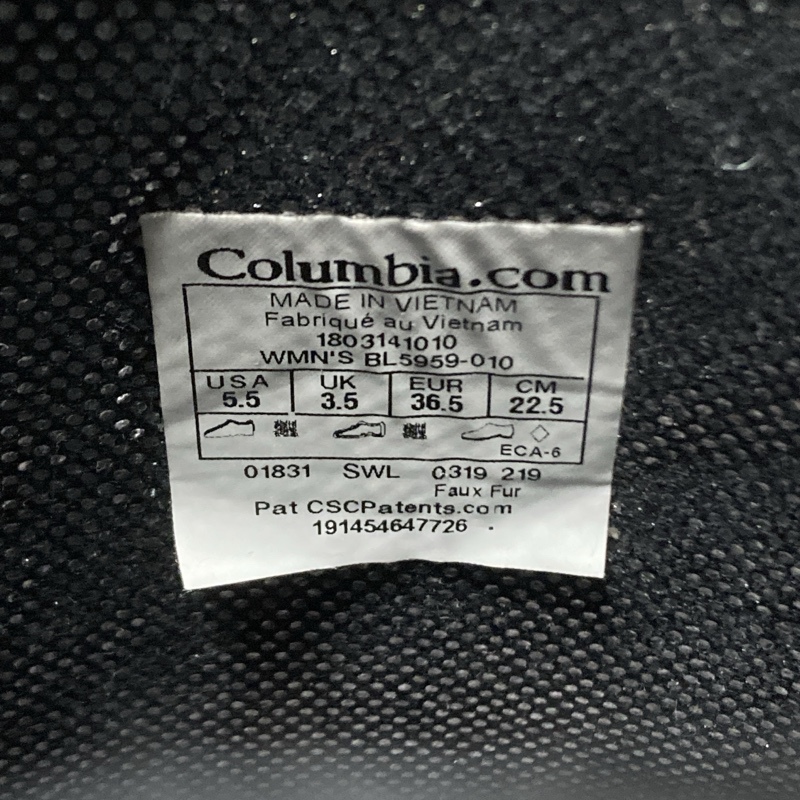 Columbia.com
MADE IN VIETNAM
Fabriqué au Vietnam
1803141010
WMN'S BL5959-010
USA UK EUR CM
5.5 3.5 36.5 22.5
ECA-6
01831 SWL 0319 219
Faux Fur
Pat CSCPatents.com
191454647726